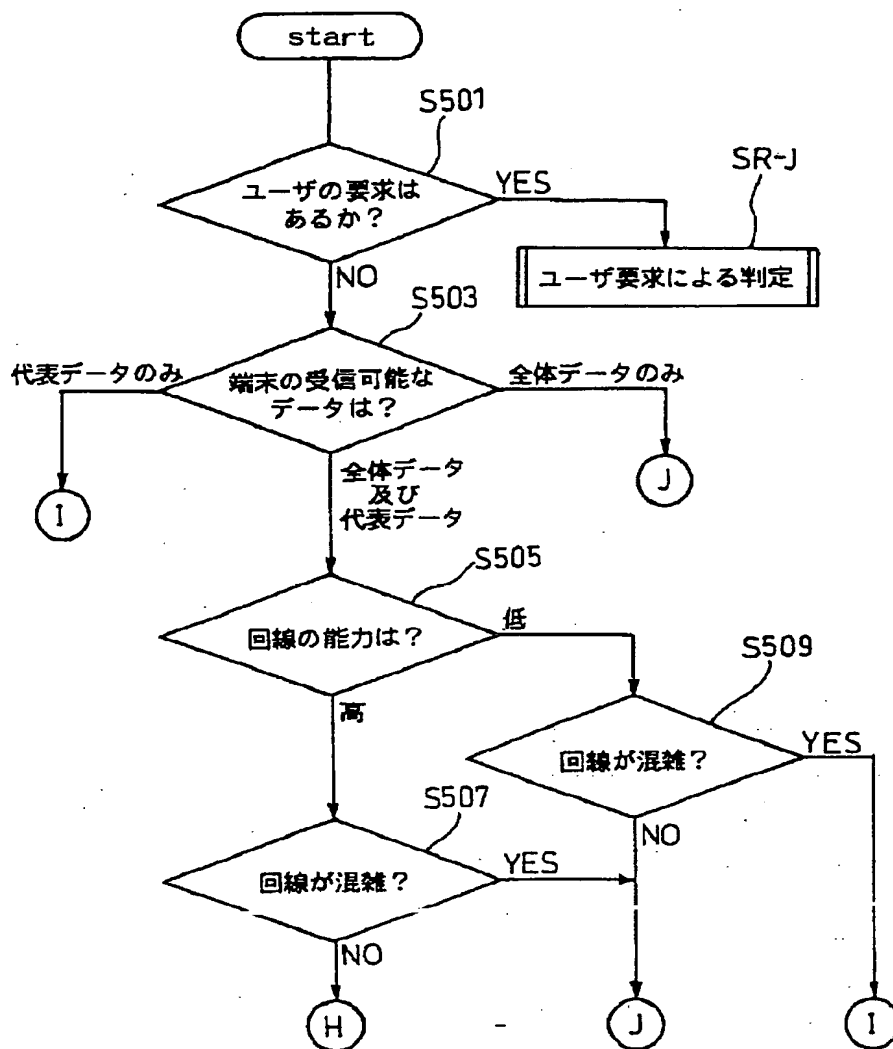 start
S501
ユーザの要求は
あるか?
YES
SR-J
ユーザ要求による判定
NO
S503
代表データのみ
端末の受信可能な
データは?
全体データのみ
I
J
全体データ
及び
代表データ
S505
回線の能力は?
低
S509
高
回線が混雑?
YES
S507
NO
回線が混雑?
YES
NO
H
J
I